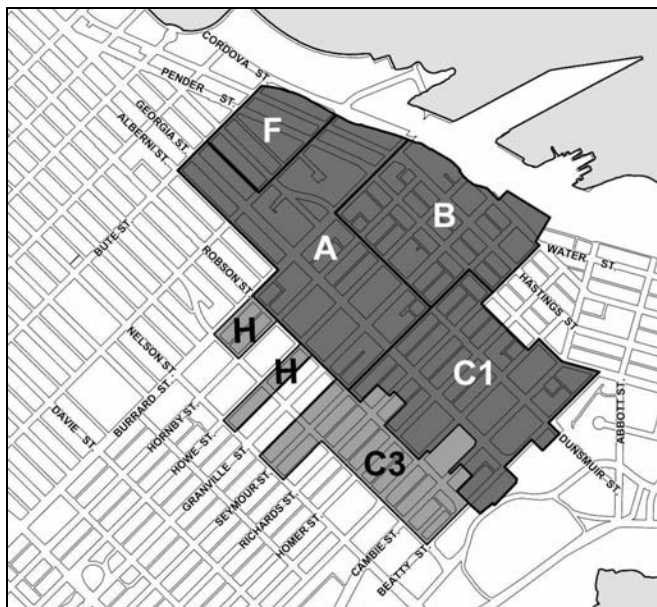 CORDOVA ST.
PENDER ST.
GEORGIA ST.
ALBERNI ST.
F
B
BUTE ST.
A
WATER ST.
ROBSON ST.
HASTINGS ST.
H
NELSON ST.
H
C1
ABBOTT ST.
BURRARD ST.
DAVIE ST.
HORNBY ST.
HOWE ST.
DUNSMUIR ST.
C3
GRANVILLE ST.
SEYMOUR ST.
RICHARDS ST.
HOMER ST.
CAMBIE ST.
BEATTY ST.